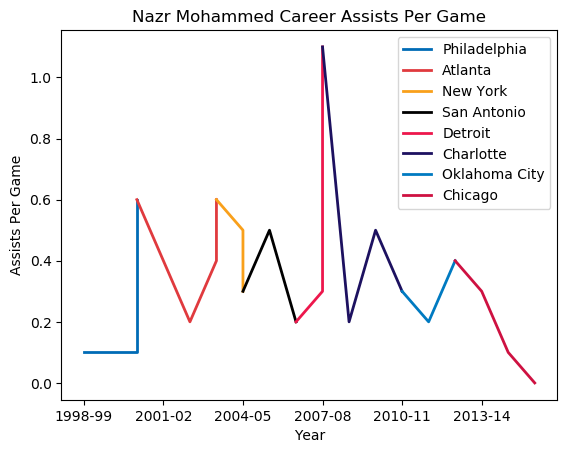 Nazr Mohammed Career Assists Per Game
Philadelphia
Atlanta
New York
San Antonio
Detroit
Charlotte
Oklahoma City
Chicago
Assists Per Game
1.0
0.8
0.6
0.4
0.2
0.0
1998-99 2001-02 2004-05 2007-08 2010-11 2013-14
Year